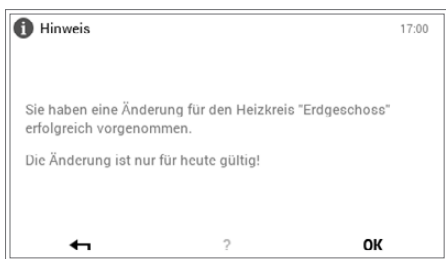 i Hinweis 17:00
Sie haben eine Änderung für den Heizkreis "Erdgeschoss"
erfolgreich vorgenommen.
Die Änderung ist nur für heute gültig!
? OK